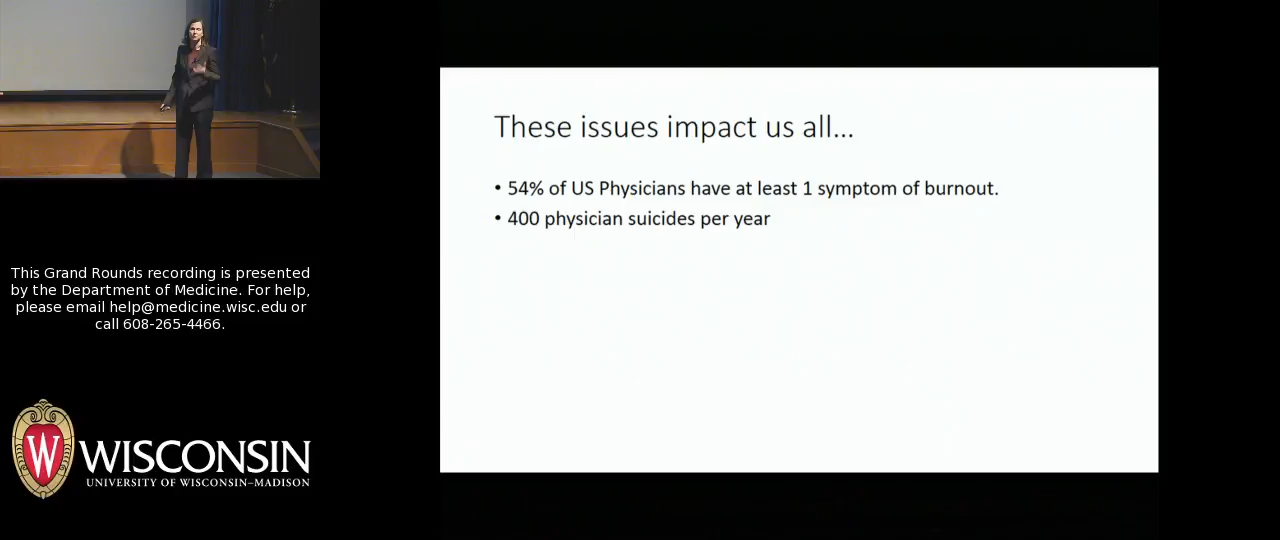 These issues impact us all...
• 54% of US Physicians have at least 1 symptom of burnout.
• 400 physician suicides per year
This Grand Rounds recording is presented
by the Department of Medicine. For help,
please email help@medicine.wisc.edu or
call 608-265-4466.
W
WISCONSIN
UNIVERSITY OF WISCONSIN–MADISON